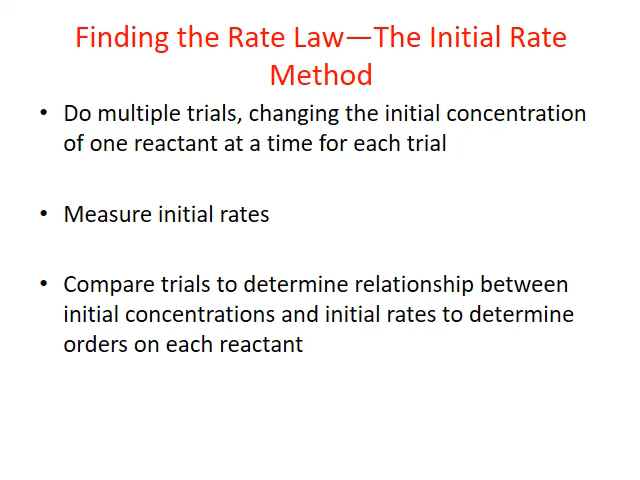 Finding the Rate Law—The Initial Rate
Method
• Do multiple trials, changing the initial concentration
of one reactant at a time for each trial
• Measure initial rates
• Compare trials to determine relationship between
initial concentrations and initial rates to determine
orders on each reactant